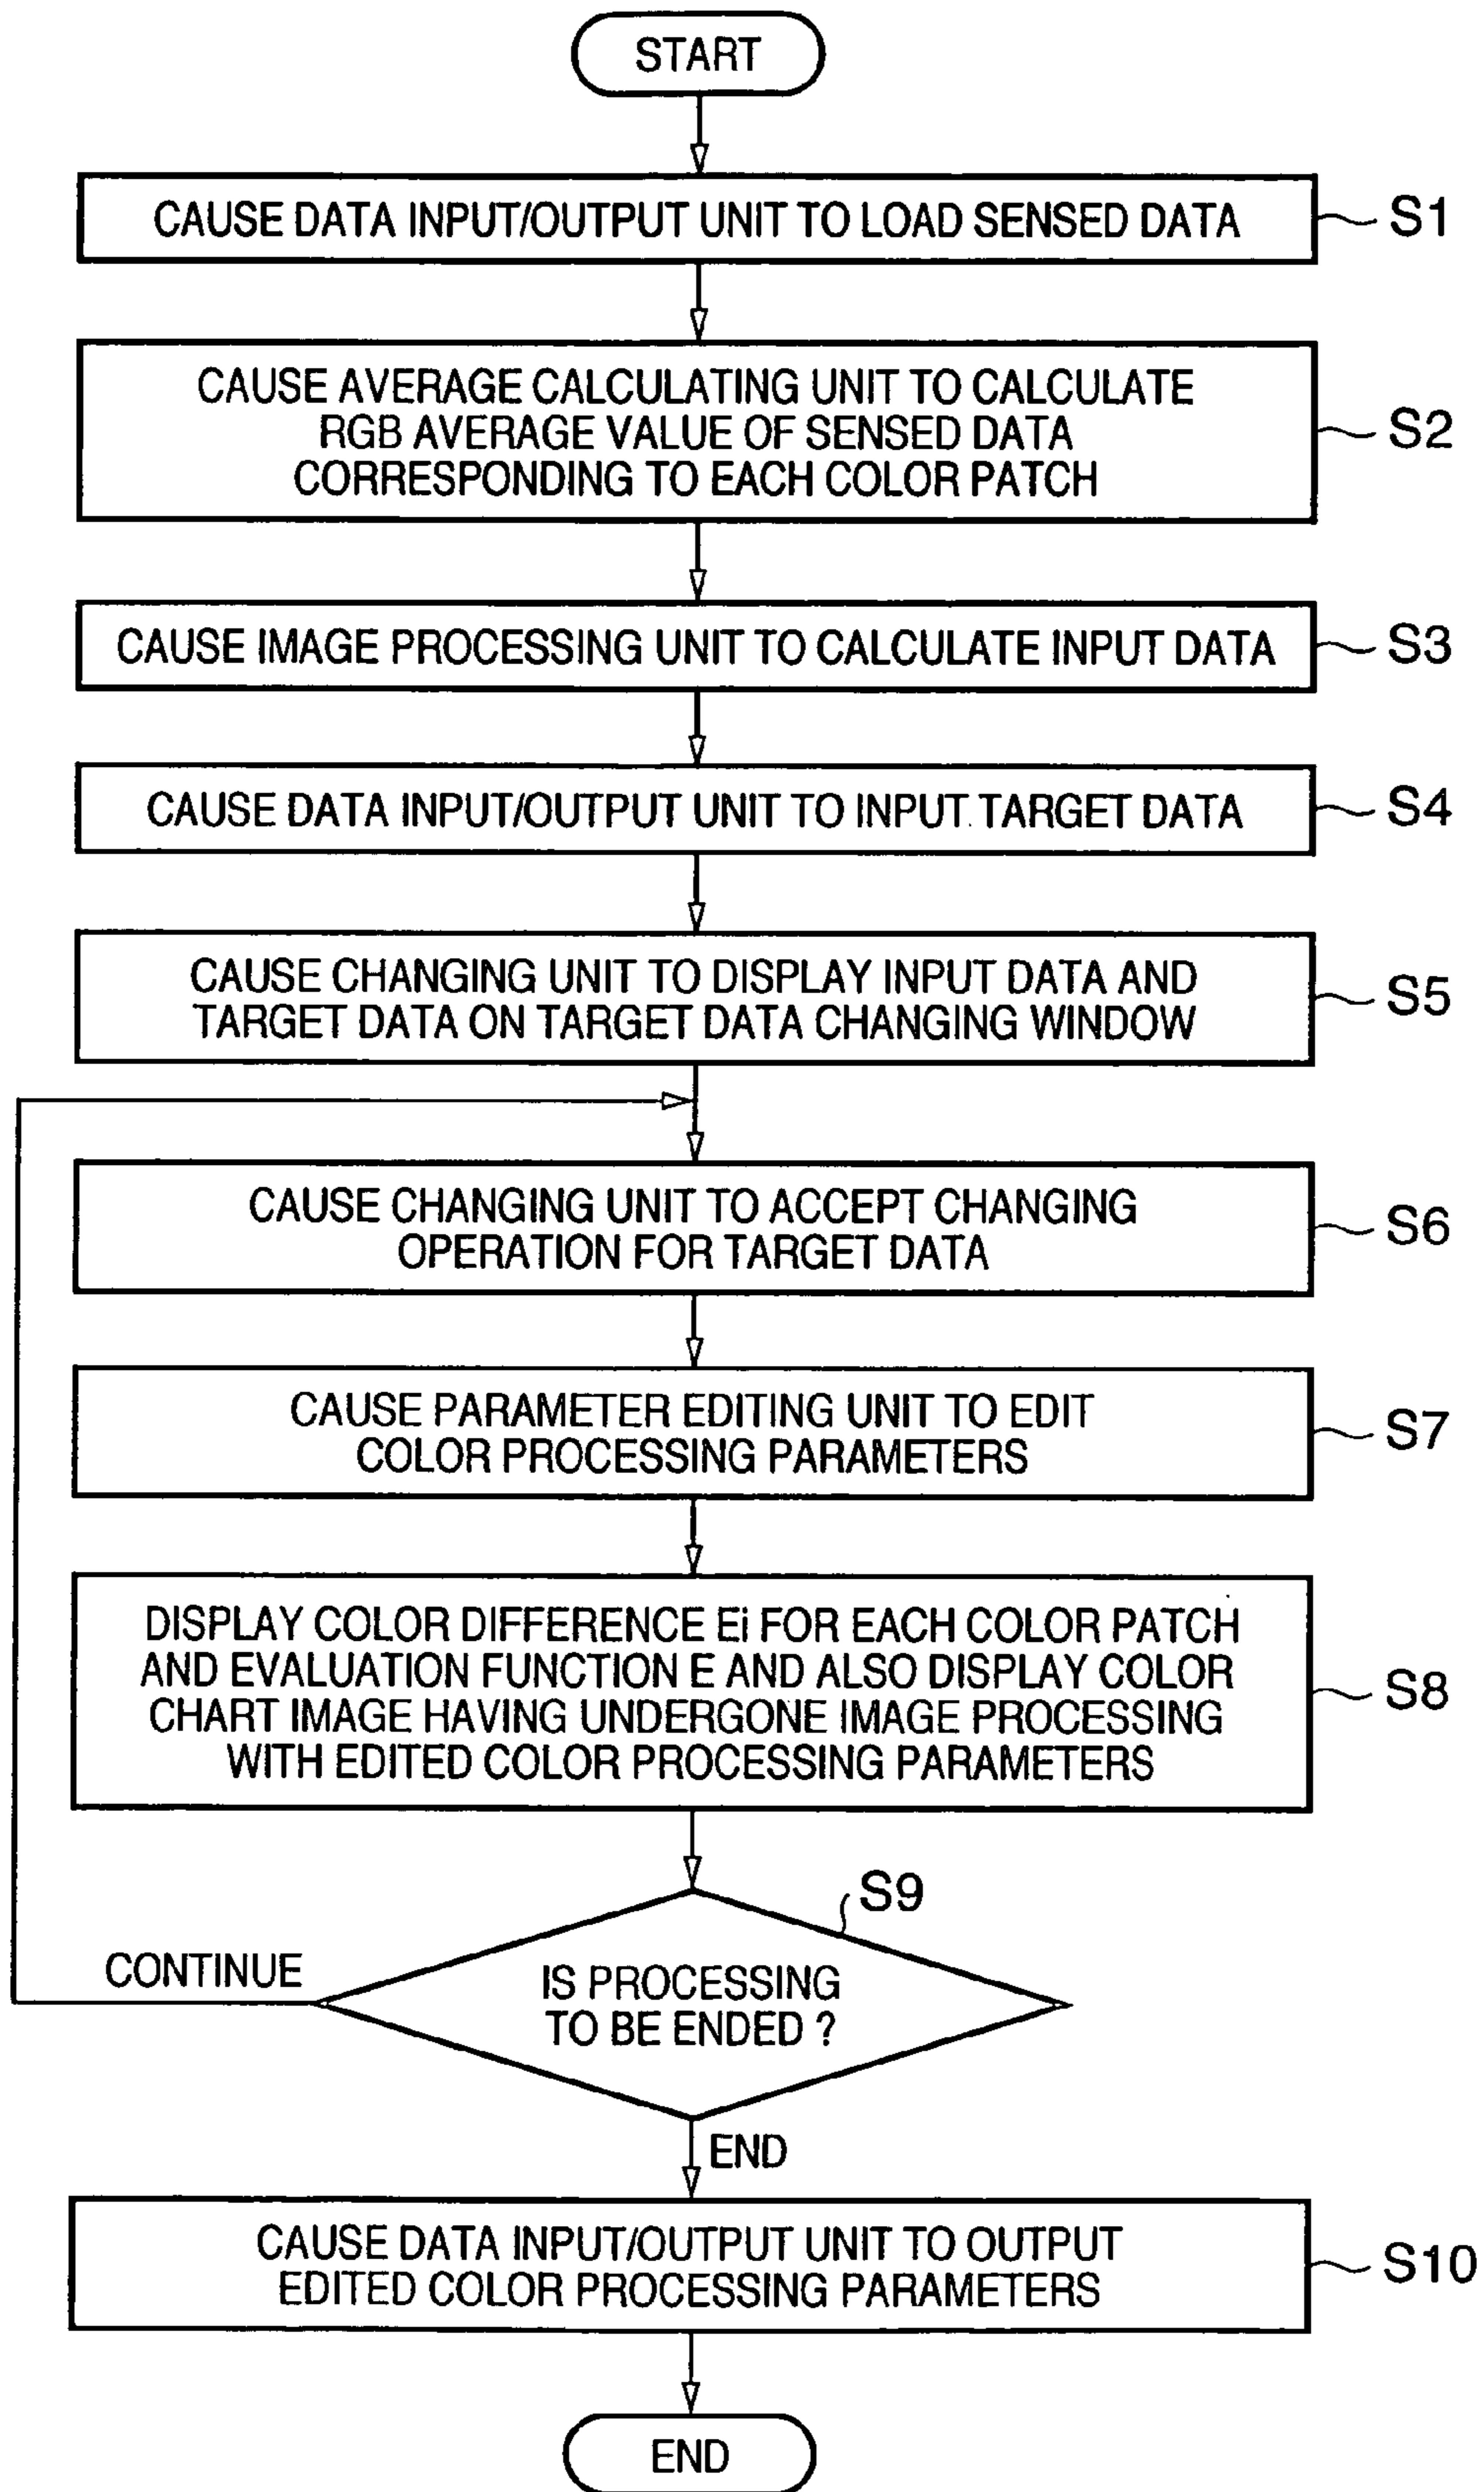 START
CAUSE DATA INPUT/OUTPUT UNIT TO LOAD SENSED DATA
S1
CAUSE AVERAGE CALCULATING UNIT TO CALCULATE
RGB AVERAGE VALUE OF SENSED DATA
CORRESPONDING TO EACH COLOR PATCH
S2
CAUSE IMAGE PROCESSING UNIT TO CALCULATE INPUT DATA
S3
CAUSE DATA INPUT/OUTPUT UNIT TO INPUT TARGET DATA
S4
CAUSE CHANGING UNIT TO DISPLAY INPUT DATA AND
TARGET DATA ON TARGET DATA CHANGING WINDOW
S5
CAUSE CHANGING UNIT TO ACCEPT CHANGING
OPERATION FOR TARGET DATA
S6
CAUSE PARAMETER EDITING UNIT TO EDIT
COLOR PROCESSING PARAMETERS
S7
DISPLAY COLOR DIFFERENCE Ei FOR EACH COLOR PATCH
AND EVALUATION FUNCTION E AND ALSO DISPLAY COLOR
CHART IMAGE HAVING UNDERGONE IMAGE PROCESSING
WITH EDITED COLOR PROCESSING PARAMETERS
S8
S9
CONTINUE
IS PROCESSING
TO BE ENDED ?
END
CAUSE DATA INPUT/OUTPUT UNIT TO OUTPUT
EDITED COLOR PROCESSING PARAMETERS
S10
END